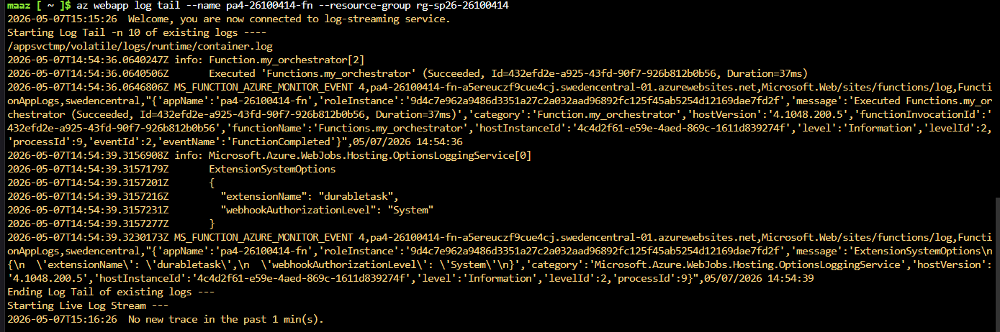 maaz [ ~ ]$ az webapp log tail --name pa4-26100414-fn --resource-group rg-sp26-26100414
2026-05-07T15:15:26  Welcome, you are now connected to log-streaming service.
Starting Log Tail -n 10 of existing logs ----
/appsvctmp/volatile/logs/runtime/container.log
2026-05-07T14:54:36.0640247Z info: Function.my_orchestrator[2]
2026-05-07T14:54:36.0640506Z       Executed 'Functions.my_orchestrator' (Succeeded, Id=432efd2e-a925-43fd-90f7-926b812b0b56, Duration=37ms)
2026-05-07T14:54:36.0646806Z MS_FUNCTION_AZURE_MONITOR_EVENT 4,pa4-26100414-fn-a5ereuczf9cue4cj.swedencentral-01.azurewebsites.net,Microsoft.Web/sites/functions/log,Functi
onAppLogs,swedencentral,"{'appName':'pa4-26100414-fn','roleInstance':'9d4c7e962a9486d3351a27c2a032aad96892fc125f45ab5254d12169dae7fd2f','message':'Executed Functions.my_or
chestrator (Succeeded, Id=432efd2e-a925-43fd-90f7-926b812b0b56, Duration=37ms)','category':'Function.my_orchestrator','hostVersion':'4.1048.200.5','functionInvocationId':'
432efd2e-a925-43fd-90f7-926b812b0b56','functionName':'Functions.my_orchestrator','hostInstanceId':'4c4d2f61-e59e-4aed-869c-1611d839274f','level':'Information','levelId':2,
'processId':9,'eventId':2,'eventName':'FunctionCompleted'}",05/07/2026 14:54:36
2026-05-07T14:54:39.3156908Z info: Microsoft.Azure.WebJobs.Hosting.OptionsLoggingService[0]
2026-05-07T14:54:39.3157179Z       ExtensionSystemOptions
2026-05-07T14:54:39.3157201Z       {
2026-05-07T14:54:39.3157216Z         "extensionName": "durabletask",
2026-05-07T14:54:39.3157231Z         "webhookAuthorizationLevel": "System"
2026-05-07T14:54:39.3157277Z       }
2026-05-07T14:54:39.3230173Z MS_FUNCTION_AZURE_MONITOR_EVENT 4,pa4-26100414-fn-a5ereuczf9cue4cj.swedencentral-01.azurewebsites.net,Microsoft.Web/sites/functions/log,Functi
onAppLogs,swedencentral,"{'appName':'pa4-26100414-fn','roleInstance':'9d4c7e962a9486d3351a27c2a032aad96892fc125f45ab5254d12169dae7fd2f','message':'ExtensionSystemOptions\n
{\n  \'extensionName\': \'durabletask\',\n  \'webhookAuthorizationLevel\': \'System\'\n}','category':'Microsoft.Azure.WebJobs.Hosting.OptionsLoggingService','hostVersion':
'4.1048.200.5','hostInstanceId':'4c4d2f61-e59e-4aed-869c-1611d839274f','level':'Information','levelId':2,'processId':9}",05/07/2026 14:54:39
Ending Log Tail of existing logs ---
Starting Live Log Stream ---
2026-05-07T15:16:26  No new trace in the past 1 min(s).